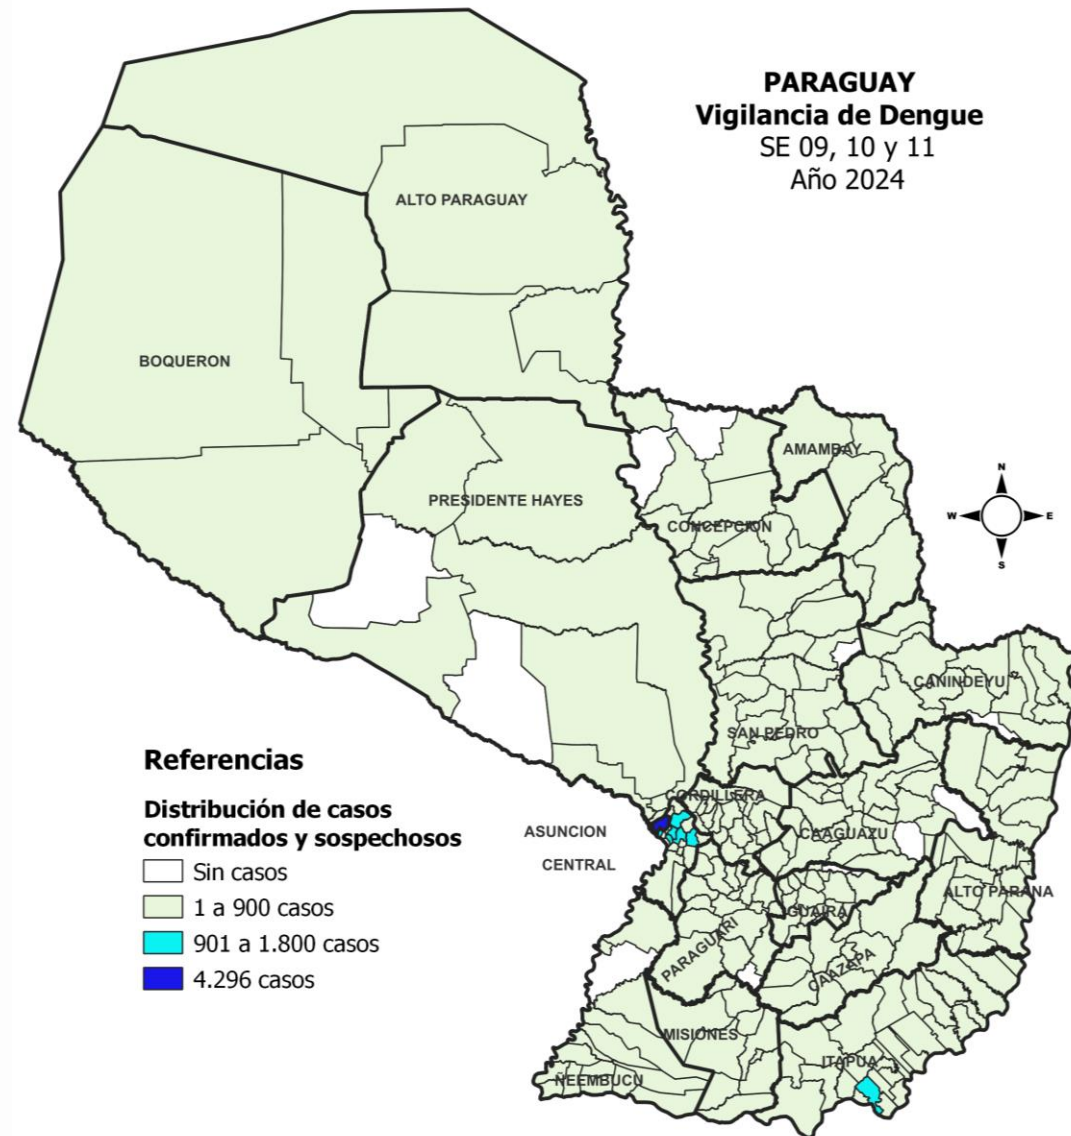 PARAGUAY
Vigilancia de Dengue
SE 09, 10 y 11
Año 2024
ALTO PARAGUAY
BOQUERON
AMAMBAY
PRESIDENTE HAYES
CONCEPCION
N
W
E
S
CANINDEYU
SAN PEDRO
CORDILLERA
ASUNCION
CENTRAL
CAAGUAZU
ALTO PARANA
GUAIRA
PARAGUARI
CAAZAPA
MISIONES
ITAPUA
ÑEEMBUCU
Referencias
Distribución de casos
confirmados y sospechosos
Sin casos
1 a 900 casos
901 a 1.800 casos
4.296 casos